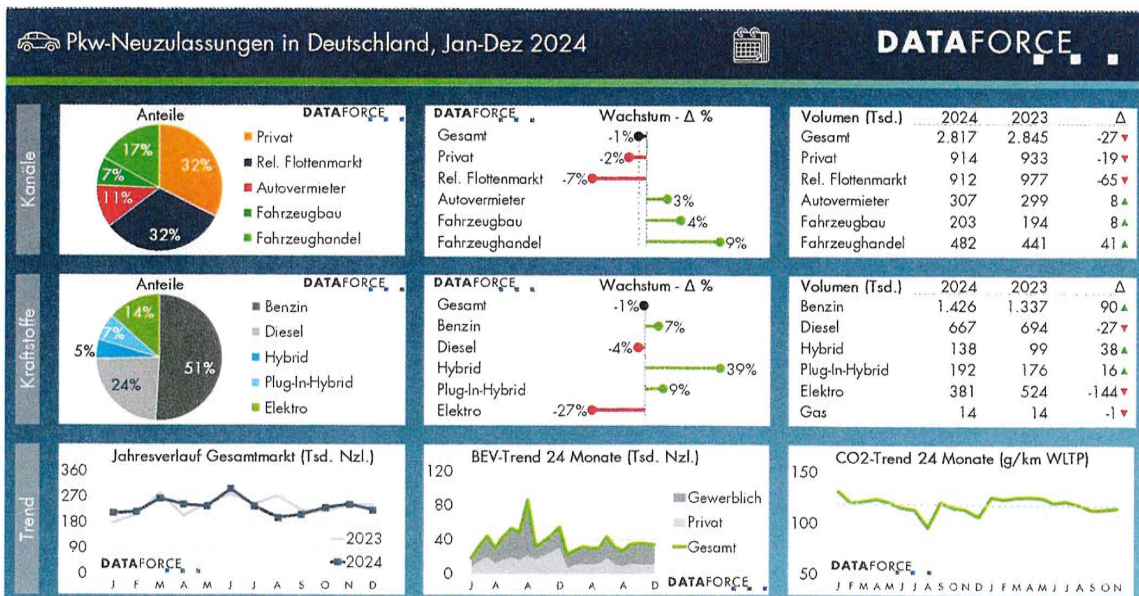 Pkw-Neuzulassungen in Deutschland, Jan-Dez 2024
DATAFORCE
Kanäle
Anteile
DATAFORCE
17%
32%
7%
11%
32%
Privat
Rel. Flottenmarkt
Autovermieter
Fahrzeugbau
Fahrzeughandel
DATAFORCE
Wachstum - Δ %
Gesamt -1%
Privat -2%
Rel. Flottenmarkt -7%
Autovermieter 3%
Fahrzeugbau 4%
Fahrzeughandel 9%
Volumen (Tsd.) 2024 2023 Δ
Gesamt 2.817 2.845 -27 ▼
Privat 914 933 -19 ▼
Rel. Flottenmarkt 912 977 -65 ▼
Autovermieter 307 299 8 ▲
Fahrzeugbau 203 194 8 ▲
Fahrzeughandel 482 441 41 ▲
Kraftstoffe
Anteile
DATAFORCE
14%
7%
5%
24%
51%
Benzin
Diesel
Hybrid
Plug-In-Hybrid
Elektro
DATAFORCE
Wachstum - Δ %
Gesamt -1%
Benzin 7%
Diesel -4%
Hybrid 39%
Plug-In-Hybrid 9%
Elektro -27%
Volumen (Tsd.) 2024 2023 Δ
Benzin 1.426 1.337 90 ▲
Diesel 667 694 -27 ▼
Hybrid 138 99 38 ▲
Plug-In-Hybrid 192 176 16 ▲
Elektro 381 524 -144 ▼
Gas 14 14 -1 ▼
Trend
Jahresverlauf Gesamtmarkt (Tsd. Nzl.)
360
270
180
90
0
2023
2024
DATAFORCE
J F M A M J J A S O N D
BEV-Trend 24 Monate (Tsd. Nzl.)
120
80
40
0
Gewerblich
Privat
Gesamt
J A J O D A A D
DATAFORCE
CO2-Trend 24 Monate (g/km WLTP)
150
100
50
DATAFORCE
J F M A M J J A S O N D J F M A M J J A S O N